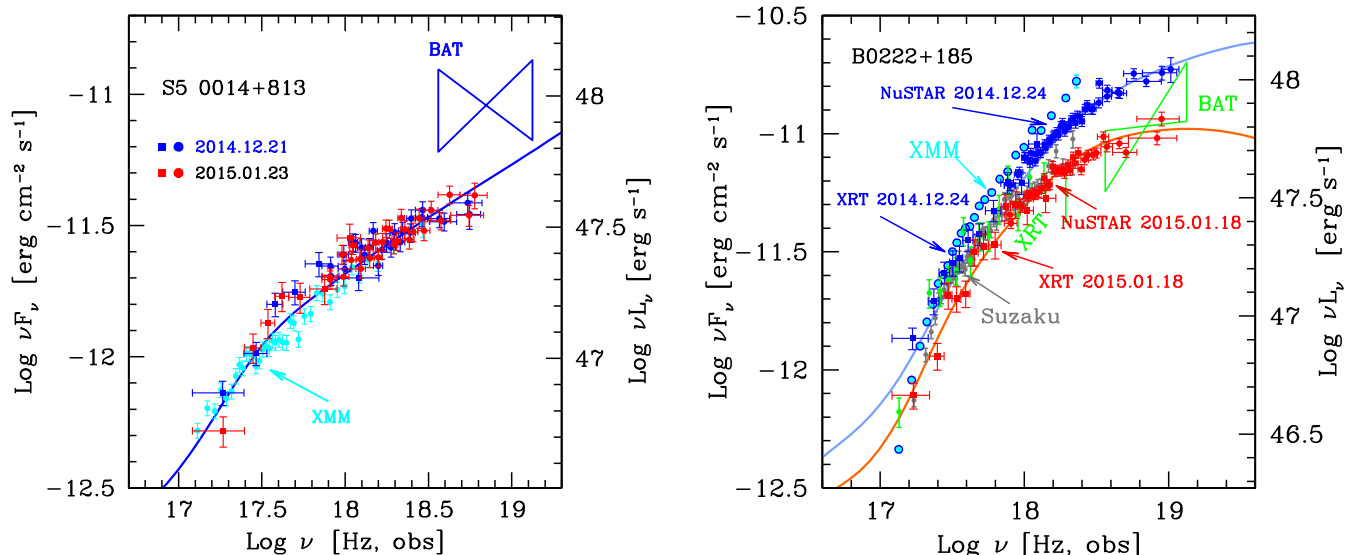 S5 0014+813
BAT
2014.12.21
2015.01.23
XMM
−11
−11.5
−12
−12.5
48
47.5
47
17
17.5
18
18.5
19
Log νFν [erg cm−2 s−1]
Log νLν [erg s−1]
Log ν [Hz, obs]
B0222+185
NuSTAR 2014.12.24
BAT
XMM
XRT 2014.12.24
XRT
NuSTAR 2015.01.18
XRT 2015.01.18
Suzaku
−10.5
−11
−11.5
−12
−12.5
48
47.5
47
46.5
17
18
19
Log νFν [erg cm−2 s−1]
Log νLν [erg s−1]
Log ν [Hz, obs]